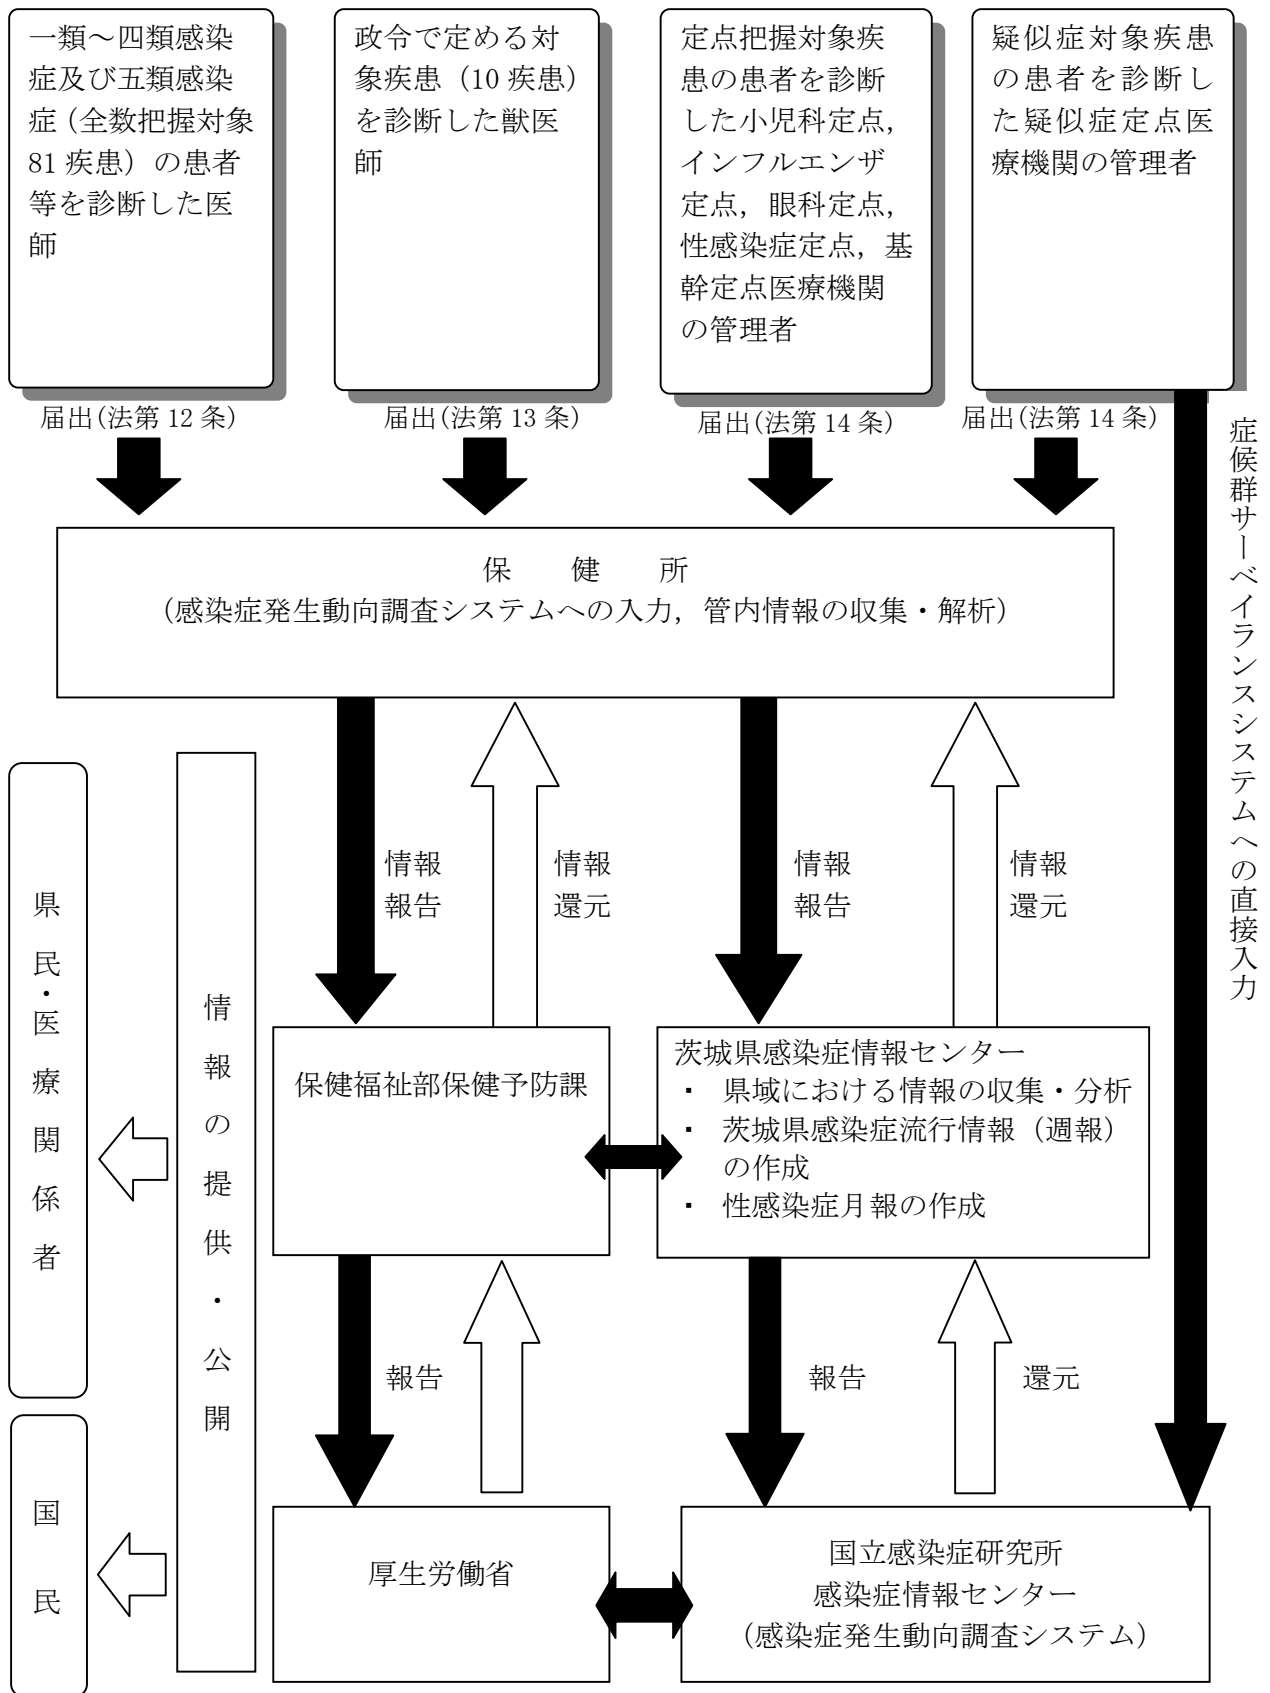 一類～四類感染
症及び五類感染
症（全数把握対象
81 疾患）の患者
等を診断した医
師
政令で定める対
象疾患（10 疾患）
を診断した獣医
師
定点把握対象疾
患の患者を診断
した小児科定点，
インフルエンザ
定点，眼科定点，
性感染症定点，基
幹定点医療機関
の管理者
疑似症対象疾患
の患者を診断し
た疑似症定点医
療機関の管理者
届出(法第 12 条)
届出(法第 13 条)
届出(法第 14 条)
届出(法第 14 条)
症候群サーベイランスシステムへの直接入力
保　健　所
（感染症発生動向調査システムへの入力，管内情報の収集・解析）
情報
報告
情報
還元
情報
報告
情報
還元
県民・医療関係者
情報の提供・公開
保健福祉部保健予防課
茨城県感染症情報センター
・ 県域における情報の収集・分析
・ 茨城県感染症流行情報（週報）
の作成
・ 性感染症月報の作成
報告
報告
還元
国民
厚生労働省
国立感染症研究所
感染症情報センター
（感染症発生動向調査システム）